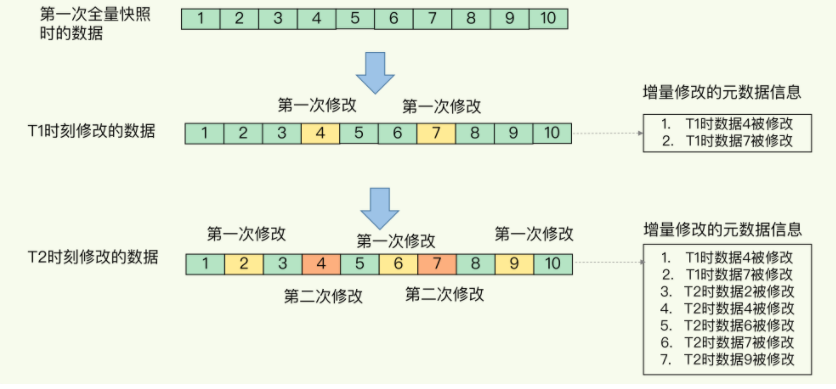 第一次全量快照
时的数据
1 2 3 4 5 6 7 8 9 10
第一次修改 第一次修改
T1时刻修改的数据
1 2 3 4 5 6 7 8 9 10
增量修改的元数据信息
1. T1时数据4被修改
2. T1时数据7被修改
第一次修改 第一次修改 第一次修改
T2时刻修改的数据
1 2 3 4 5 6 7 8 9 10
第二次修改 第二次修改
增量修改的元数据信息
1. T1时数据4被修改
2. T1时数据7被修改
3. T2时数据2被修改
4. T2时数据4被修改
5. T2时数据6被修改
6. T2时数据7被修改
7. T2时数据9被修改